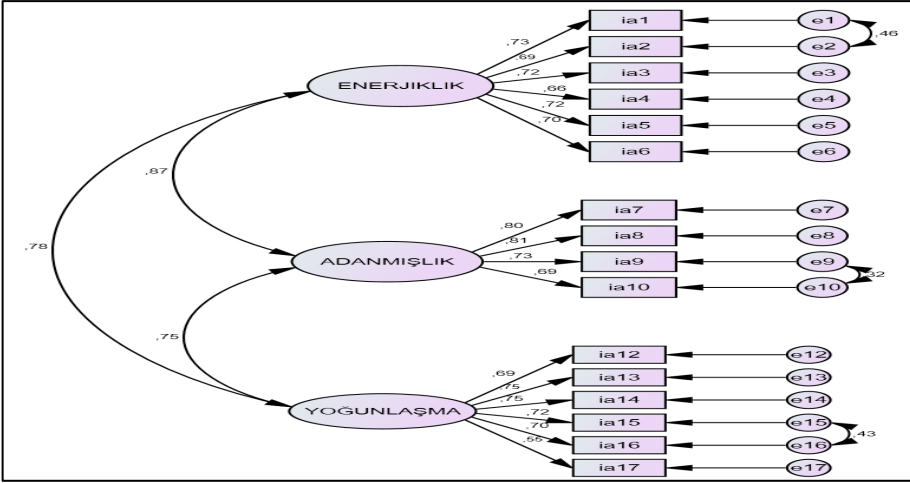 ia1 e1
,73 ,46
ia2 e2
,69
ia3 e3
,72
ENERJIKLIK
,66
ia4 e4
,72
ia5 e5
,70
ia6 e6
,87
ia7 e7
,80
ia8 e8
,81
,78
ADANMIŞLIK
,73
ia9 e9
,32
,69
ia10 e10
,75
ia12 e12
,69
ia13 e13
,75
ia14 e14
,75
YOĞUNLAŞMA
,72
ia15 e15
,43
,70
ia16 e16
,55
ia17 e17